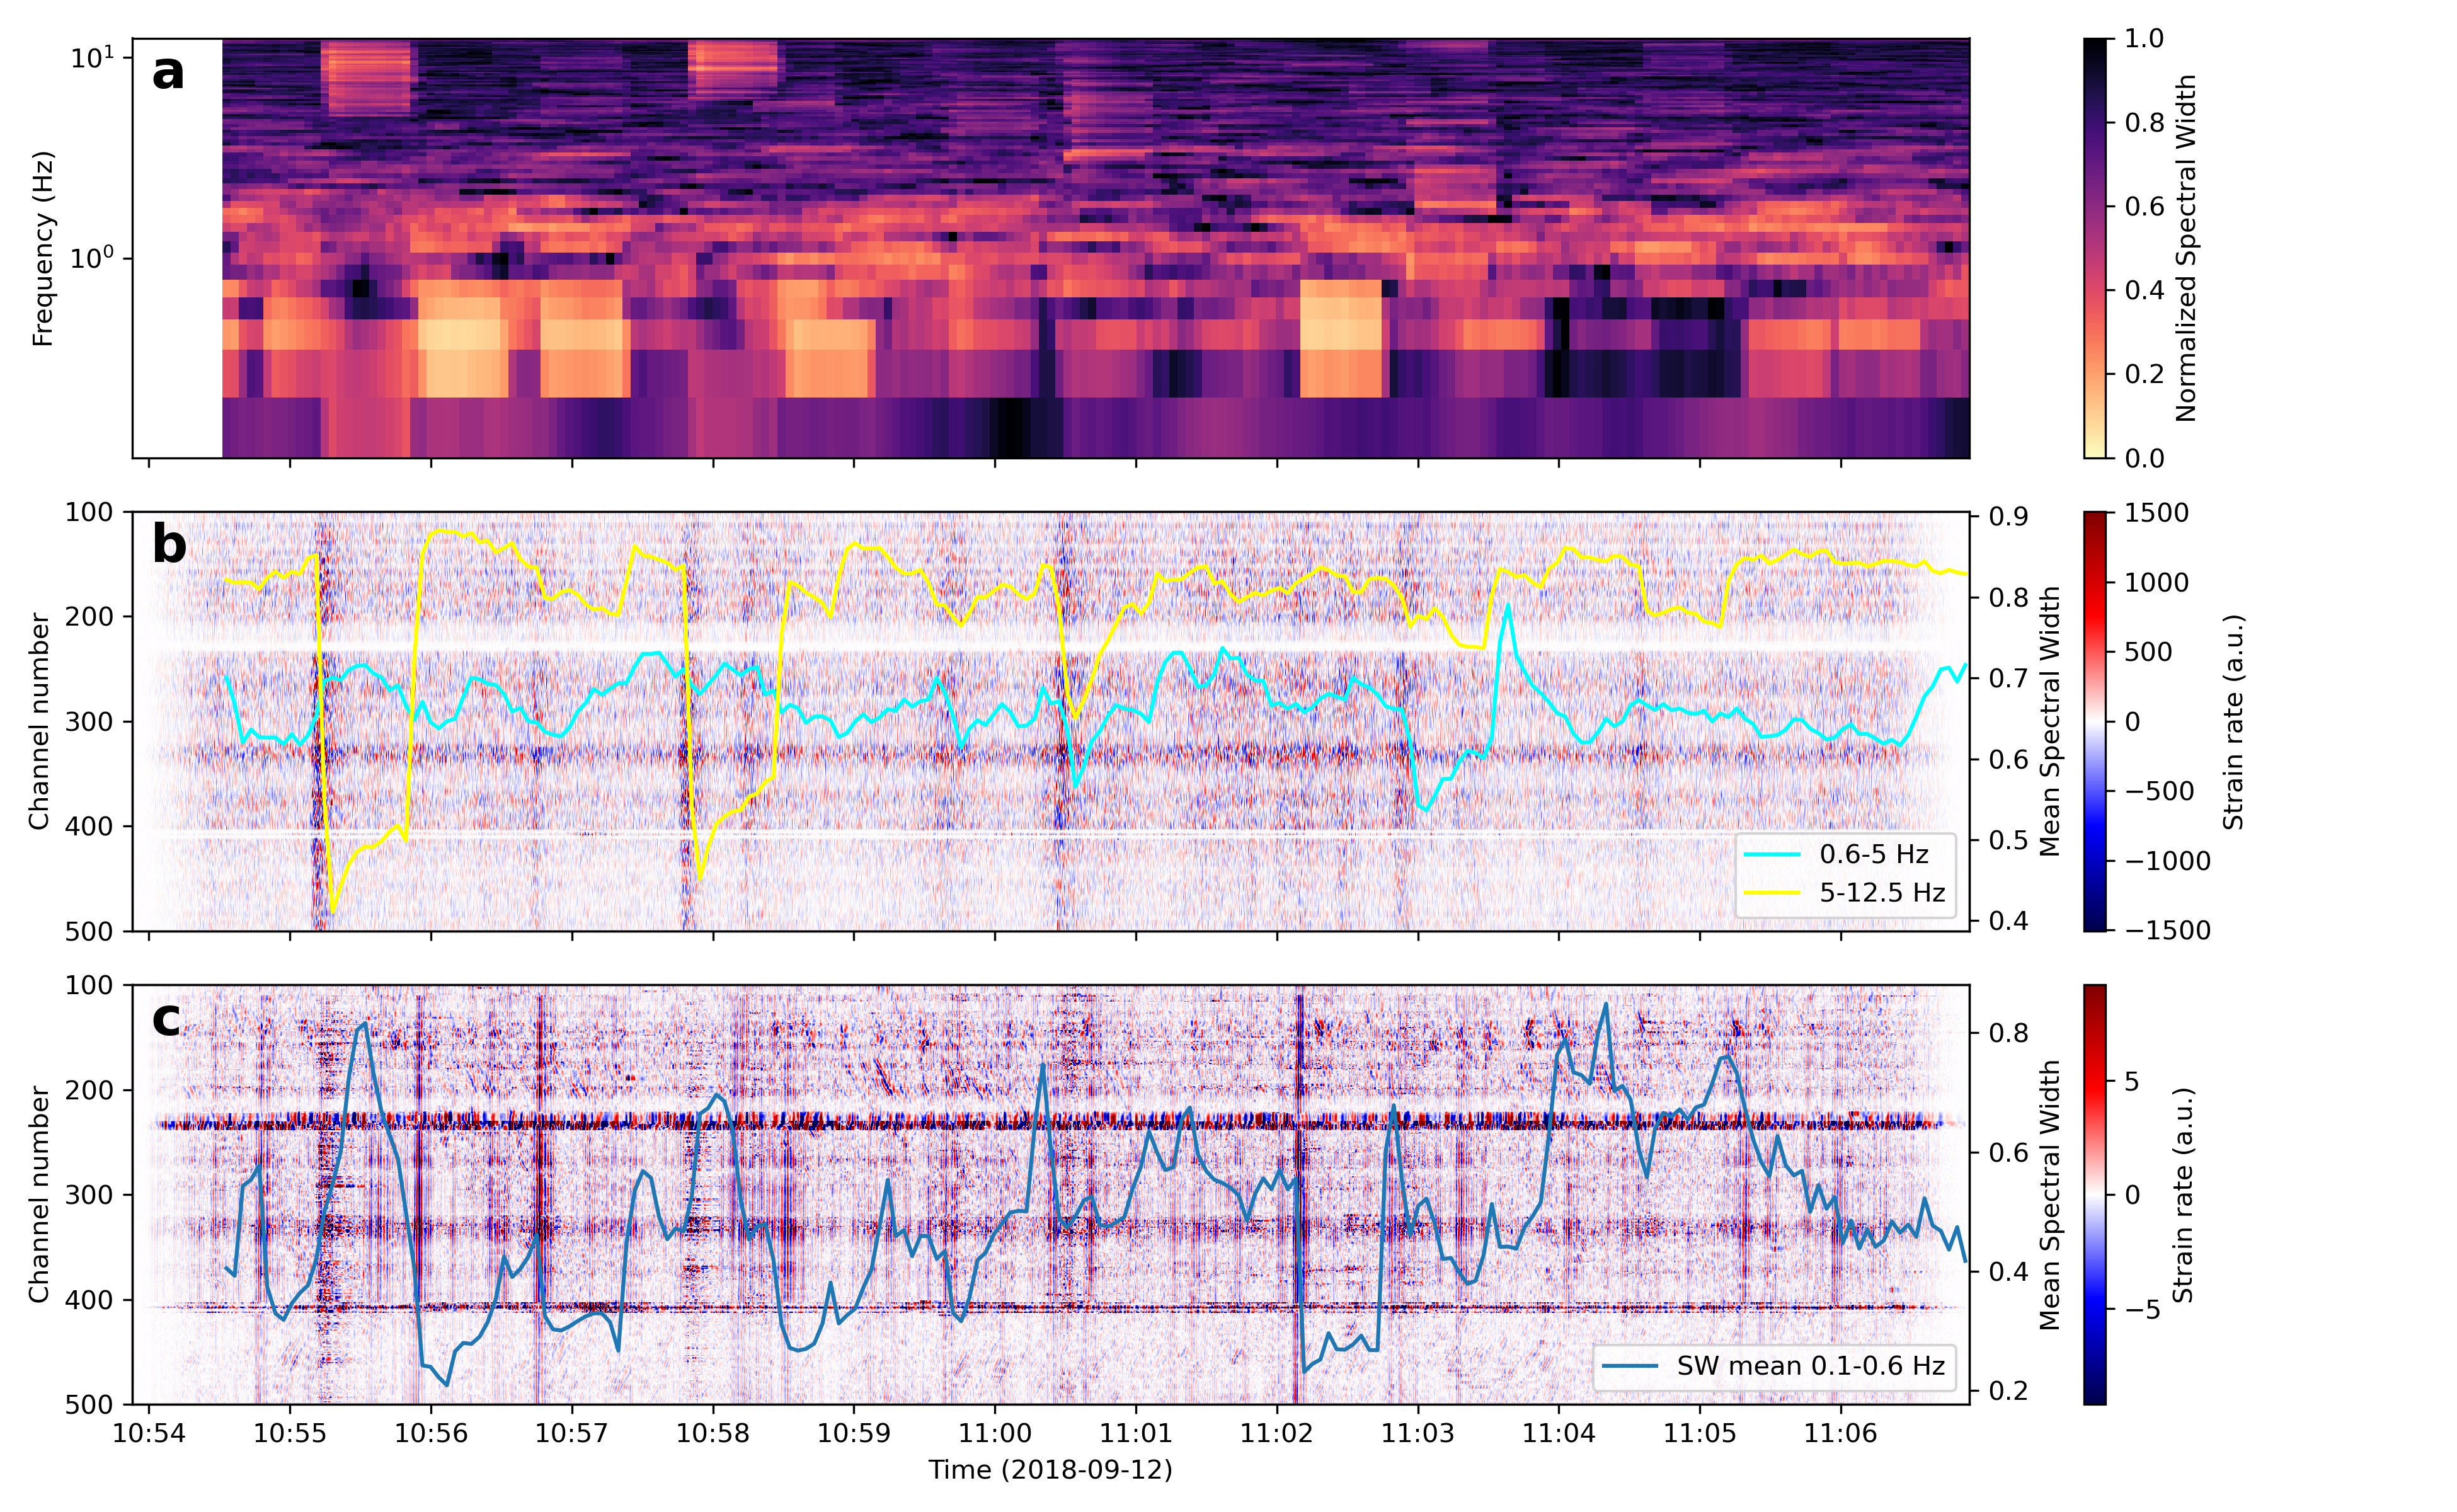 a
10¹
10⁰
Frequency (Hz)
1.0
0.8
0.6
0.4
0.2
0.0
Normalized Spectral Width
b
100
200
300
400
500
Channel number
0.9
0.8
0.7
0.6
0.5
0.4
Mean Spectral Width
0.6-5 Hz
5-12.5 Hz
1500
1000
500
0
−500
−1000
−1500
Strain rate (a.u.)
c
100
200
300
400
500
Channel number
0.8
0.6
0.4
0.2
Mean Spectral Width
SW mean 0.1-0.6 Hz
5
0
−5
Strain rate (a.u.)
10:54 10:55 10:56 10:57 10:58 10:59 11:00 11:01 11:02 11:03 11:04 11:05 11:06
Time (2018-09-12)